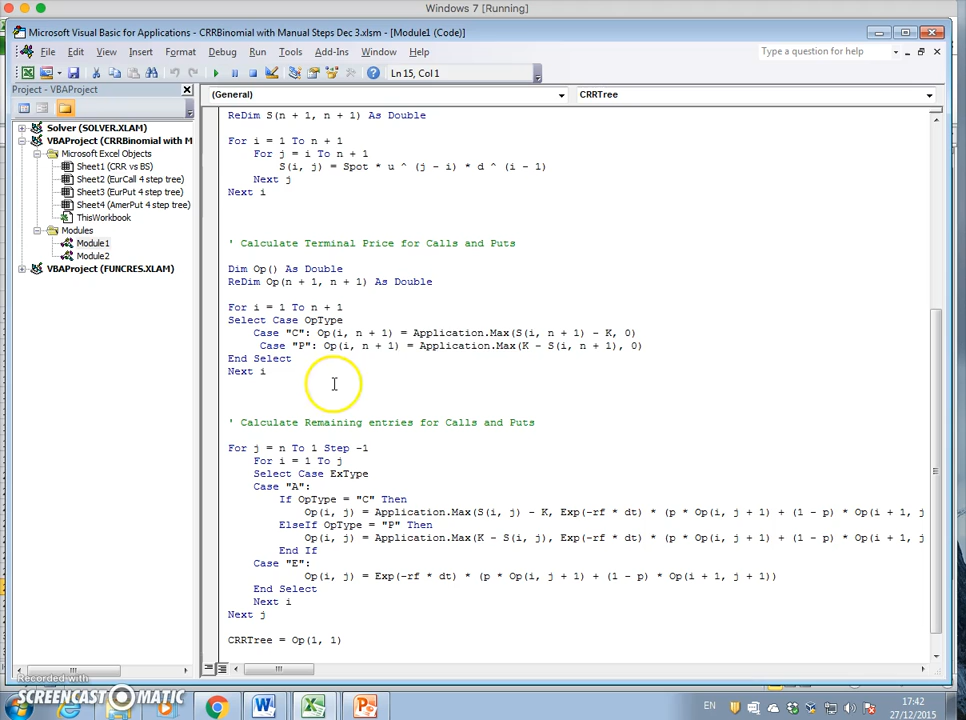 Windows 7 [Running]
Microsoft Visual Basic for Applications - CRRBinomial with Manual Steps Dec 3.xlsm - [Module1 (Code)]
File Edit View Insert Format Debug Run Tools Add-Ins Window Help
Type a question for help
Ln 15, Col 1
Project - VBAProject
(General)
CRRTree
Solver (SOLVER.XLAM)
VBAProject (CRRBinomial with M
Microsoft Excel Objects
Sheet1 (CRR vs BS)
Sheet2 (EurCall 4 step tree)
Sheet3 (EurPut 4 step tree)
Sheet4 (AmerPut 4 step tree)
ThisWorkbook
Modules
Module1
Module2
VBAProject (FUNCRES.XLAM)
ReDim S(n + 1, n + 1) As Double
For i = 1 To n + 1
For j = i To n + 1
S(i, j) = Spot * u ^ (j - i) * d ^ (i - 1)
Next j
Next i
' Calculate Terminal Price for Calls and Puts
Dim Op() As Double
ReDim Op(n + 1, n + 1) As Double
For i = 1 To n + 1
Select Case OpType
Case "C": Op(i, n + 1) = Application.Max(S(i, n + 1) - K, 0)
Case "P": Op(i, n + 1) = Application.Max(K - S(i, n + 1), 0)
End Select
Next i
' Calculate Remaining entries for Calls and Puts
For j = n To 1 Step -1
For i = 1 To j
Select Case ExType
Case "A":
If OpType = "C" Then
Op(i, j) = Application.Max(S(i, j) - K, Exp(-rf * dt) * (p * Op(i, j + 1) + (1 - p) * Op(i + 1, j
ElseIf OpType = "P" Then
Op(i, j) = Application.Max(K - S(i, j), Exp(-rf * dt) * (p * Op(i, j + 1) + (1 - p) * Op(i + 1, j
End If
Case "E":
Op(i, j) = Exp(-rf * dt) * (p * Op(i, j + 1) + (1 - p) * Op(i + 1, j + 1))
End Select
Next i
Next j
CRRTree = Op(1, 1)
Recorded with
SCREENCAST-O-MATIC
EN
17:42
27/12/2015